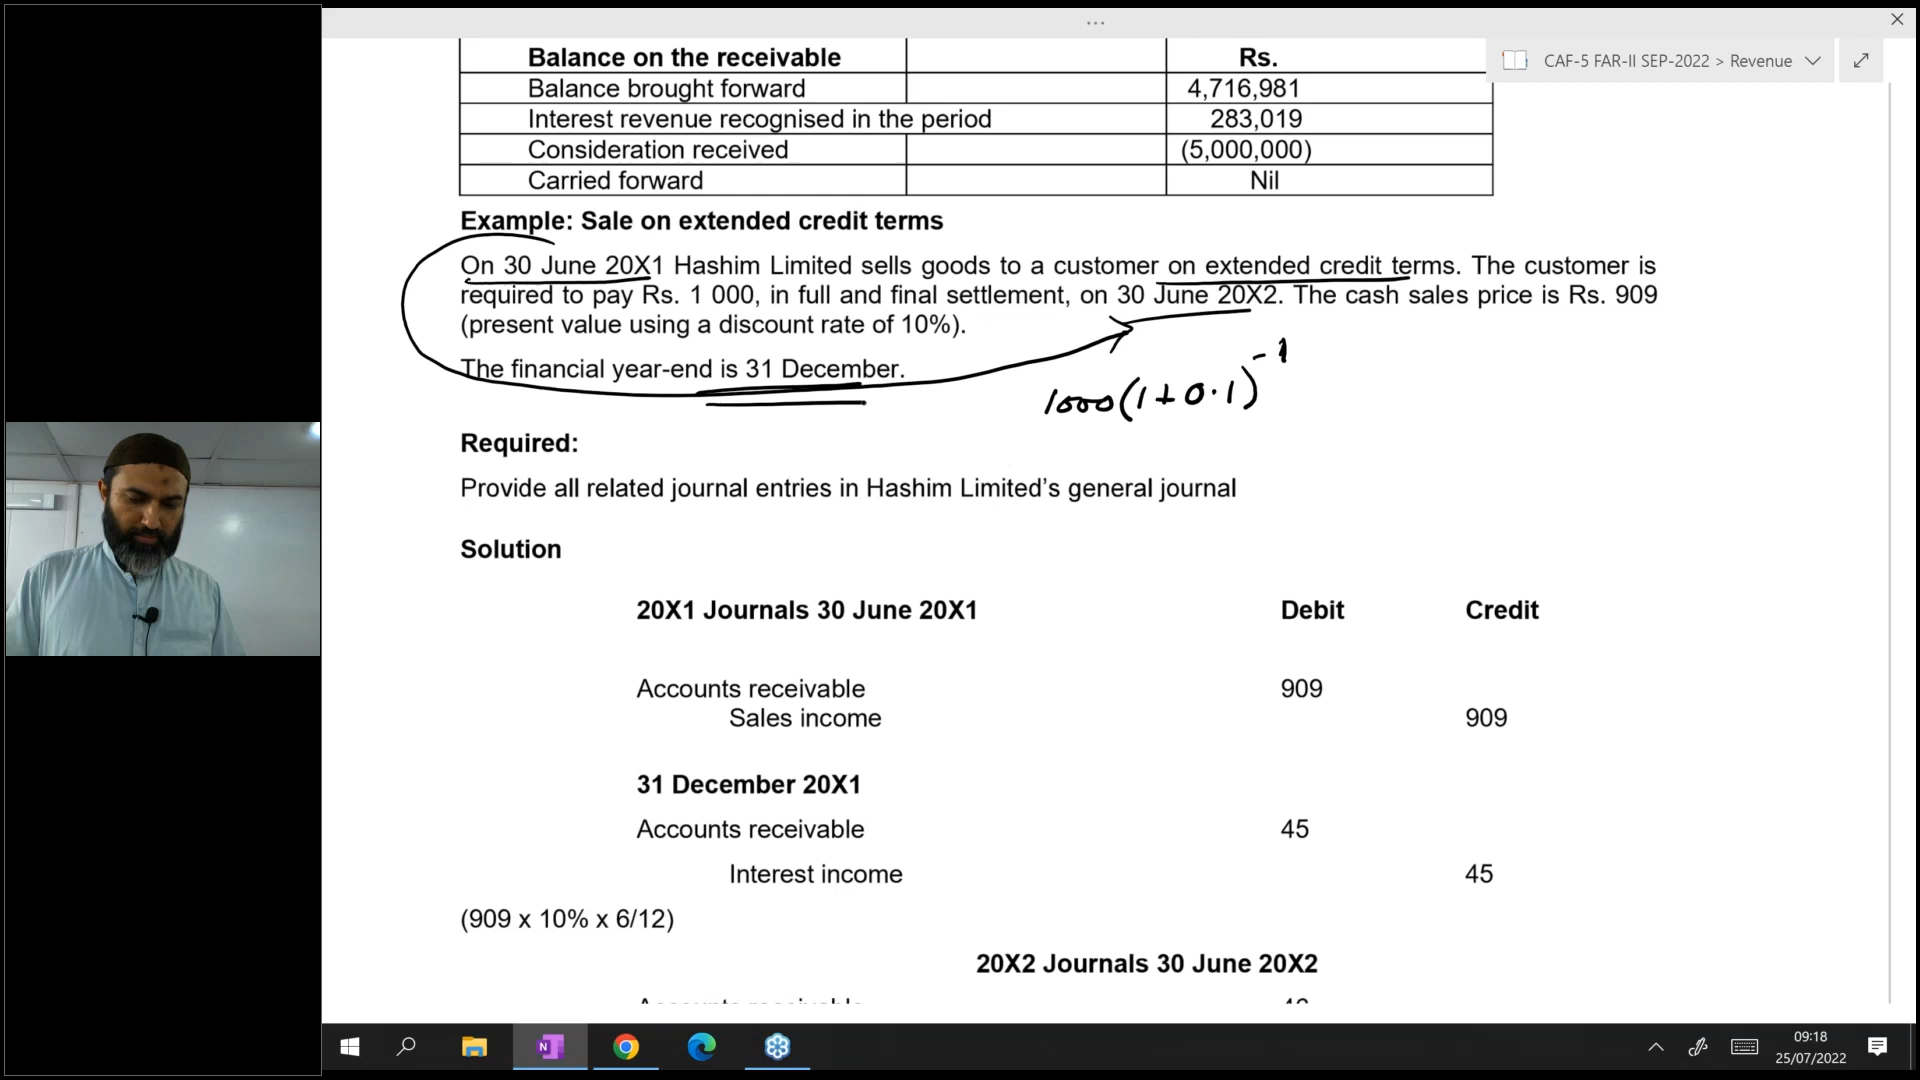 CAF-5 FAR-II SEP-2022 > Revenue
Balance on the receivable Rs.
Balance brought forward 4,716,981
Interest revenue recognised in the period 283,019
Consideration received (5,000,000)
Carried forward Nil
Example: Sale on extended credit terms
On 30 June 20X1 Hashim Limited sells goods to a customer on extended credit terms. The customer is
required to pay Rs. 1 000, in full and final settlement, on 30 June 20X2. The cash sales price is Rs. 909
(present value using a discount rate of 10%).
The financial year-end is 31 December.
1000(1+0.1)^-1
Required:
Provide all related journal entries in Hashim Limited’s general journal
Solution
20X1 Journals 30 June 20X1 Debit Credit
Accounts receivable 909
Sales income 909
31 December 20X1
Accounts receivable 45
Interest income 45
(909 x 10% x 6/12)
20X2 Journals 30 June 20X2
09:18
25/07/2022